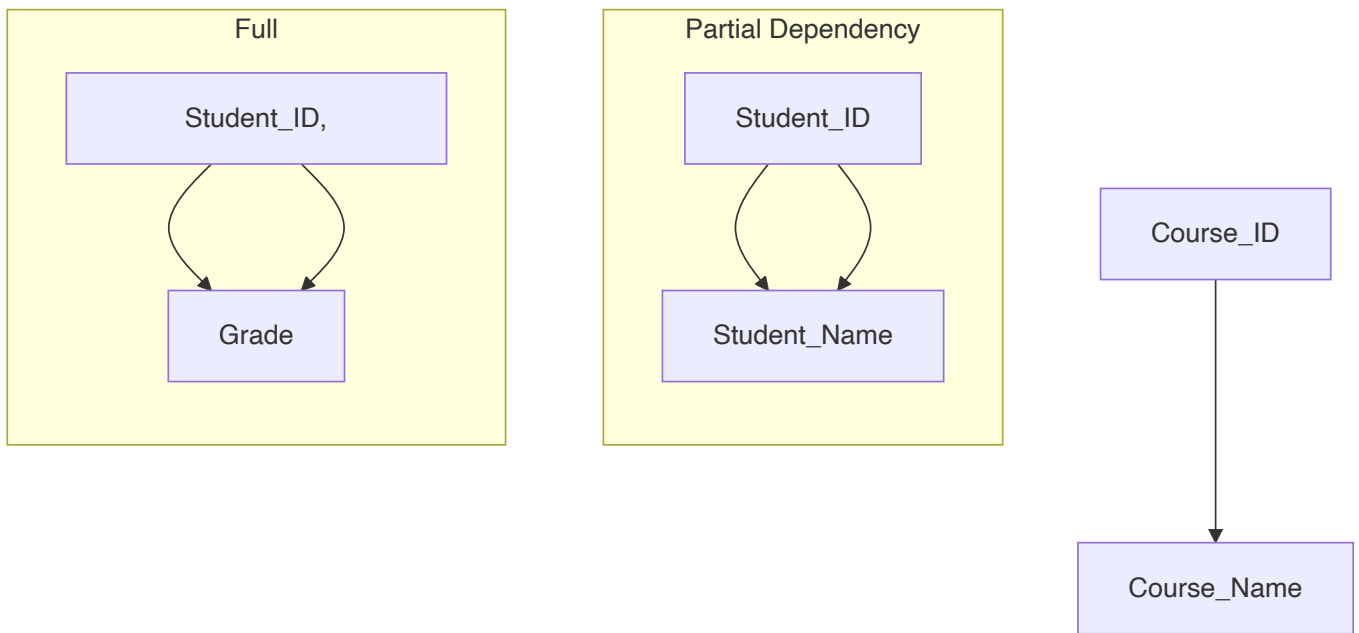 Full
Student_ID,
Grade
Partial Dependency
Student_ID
Student_Name
Course_ID
Course_Name